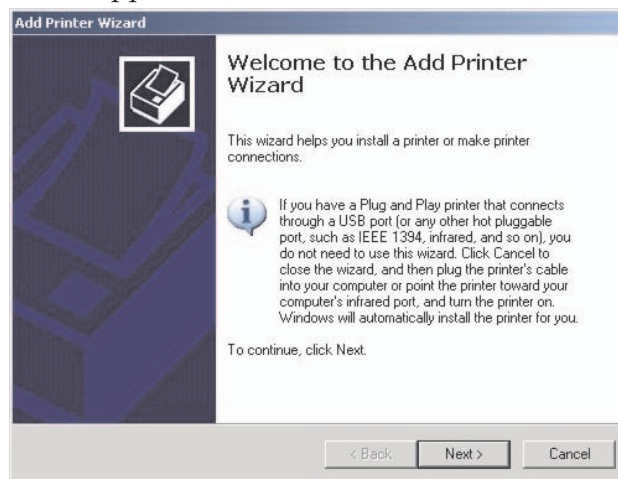 Add Printer Wizard
Welcome to the Add Printer
Wizard
This wizard helps you install a printer or make printer
connections.
If you have a Plug and Play printer that connects
through a USB port (or any other hot pluggable
port, such as IEEE 1394, infrared, and so on), you
do not need to use this wizard. Click Cancel to
close the wizard, and then plug the printer's cable
into your computer or point the printer toward your
computer's infrared port, and turn the printer on.
Windows will automatically install the printer for you.
To continue, click Next.
< Back Next > Cancel